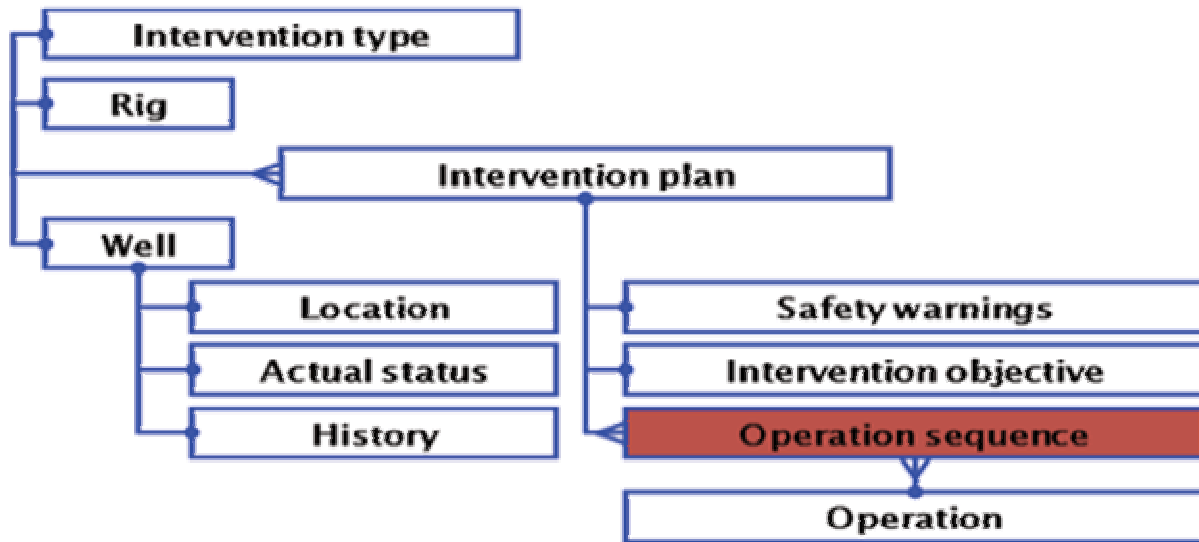 Intervention type
Rig
Intervention plan
Well
Location
Safety warnings
Actual status
Intervention objective
History
Operation sequence
Operation